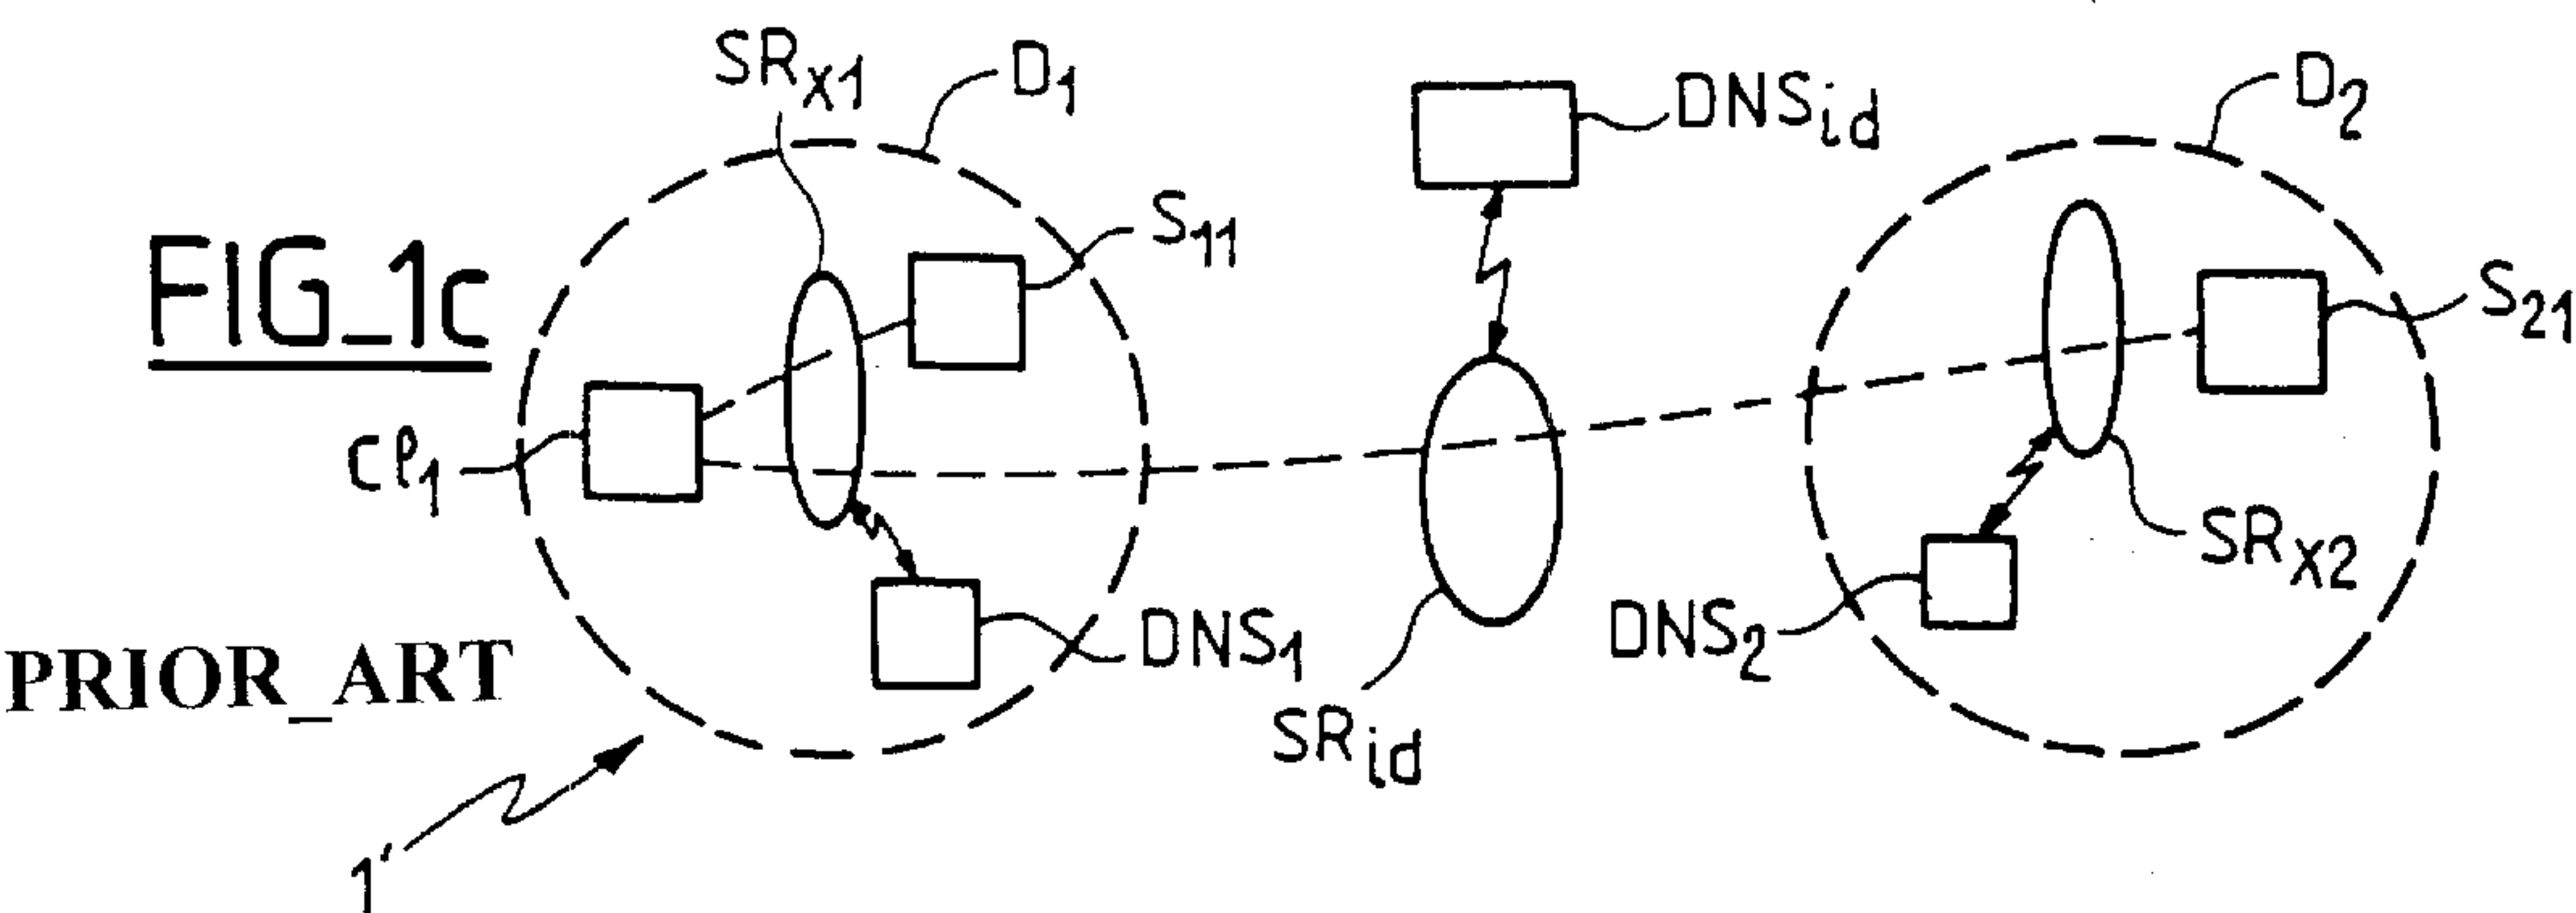 SRx1
D1
DNSid
D2
S11
FIG_1c
S21
Cl1
SRx2
DNS2
DNS1
PRIOR_ART
SRid
1'